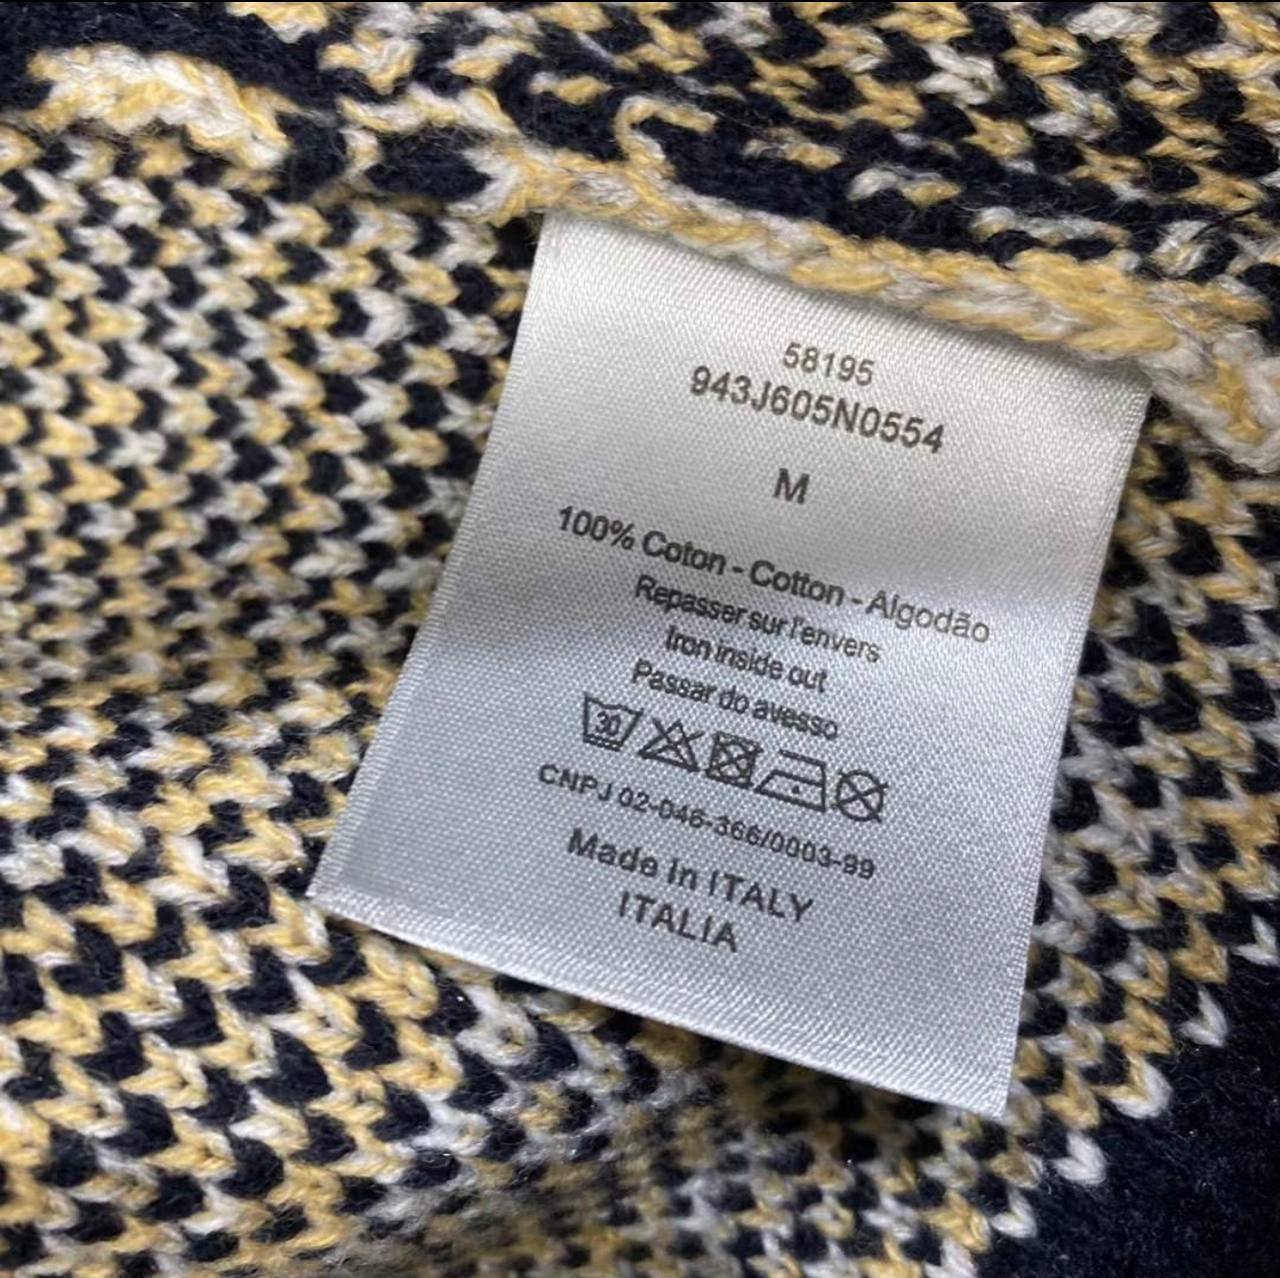 58195
943J605N0554
M
100% Coton - Cotton - Algodão
Repasser sur l'envers
Iron inside out
Passar do avesso
30
CNPJ 02-046-366/0003-99
Made in ITALY
ITALIA